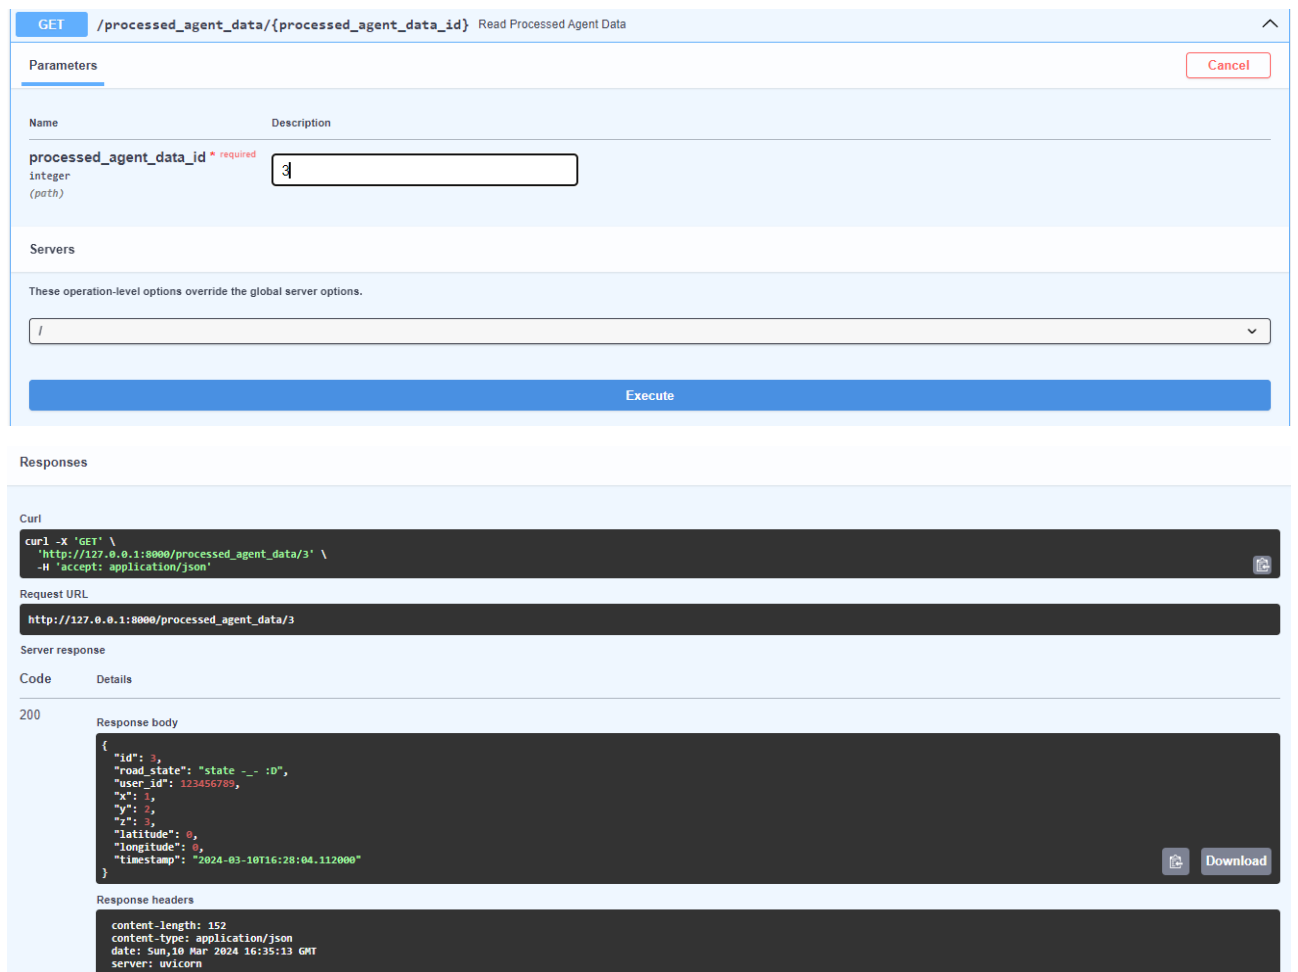 GET /processed_agent_data/{processed_agent_data_id} Read Processed Agent Data
Parameters
Cancel
Name Description
processed_agent_data_id * required
integer
(path)
3
Servers
These operation-level options override the global server options.
/
Execute
Responses
Curl
curl -X 'GET' \
'http://127.0.0.1:8000/processed_agent_data/3' \
-H 'accept: application/json'
Request URL
http://127.0.0.1:8000/processed_agent_data/3
Server response
Code Details
200
Response body
{
"id": 3,
"road_state": "state -_- :D",
"user_id": 123456789,
"x": 1,
"y": 2,
"z": 3,
"latitude": 0,
"longitude": 0,
"timestamp": "2024-03-10T16:28:04.112000"
}
Download
Response headers
content-length: 152
content-type: application/json
date: Sun,10 Mar 2024 16:35:13 GMT
server: uvicorn